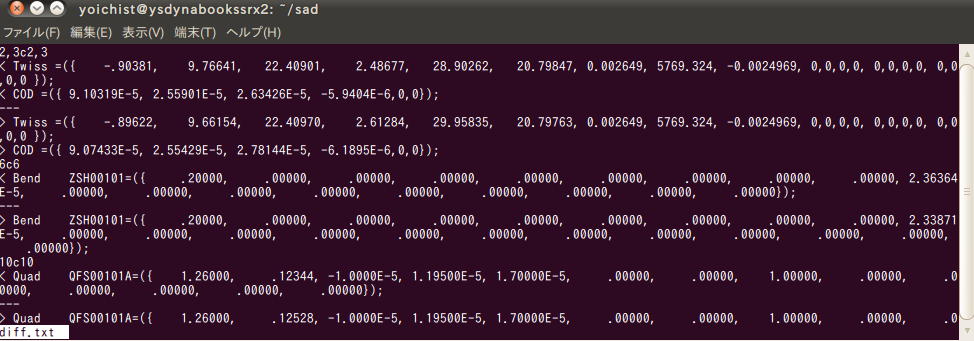 yoichist@ysdynabookssrx2: ~/sad
ファイル(F) 編集(E) 表示(V) 端末(T) ヘルプ(H)
2,3c2,3
< Twiss =({ -.90381, 9.76641, 22.40901, 2.48677, 28.90262, 20.79847, 0.002649, 5769.324, -0.0024969, 0,0,0,0, 0,0,0,0, 0,0
,0,0 });
< COD =({ 9.10319E-5, 2.55901E-5, 2.63426E-5, -5.9404E-6,0,0});
---
> Twiss =({ -.89622, 9.66154, 22.40970, 2.61284, 29.95835, 20.79763, 0.002649, 5769.324, -0.0024969, 0,0,0,0, 0,0,0,0, 0,0
,0,0 });
> COD =({ 9.07433E-5, 2.55429E-5, 2.78144E-5, -6.1895E-6,0,0});
6c6
< Bend ZSH00101=({ .20000, .00000, .00000, .00000, .00000, .00000, .00000, .00000, .00000, 2.36364
E-5, .00000, .00000, .00000, .00000, .00000, .00000, .00000, .00000});
---
> Bend ZSH00101=({ .20000, .00000, .00000, .00000, .00000, .00000, .00000, .00000, .00000, 2.33871
E-5, .00000, .00000, .00000, .00000, .00000, .00000, .00000, .00000,
.00000});
10c10
< Quad QFS00101A=({ 1.26000, .12344, -1.0000E-5, 1.19500E-5, 1.70000E-5, .00000, .00000, 1.00000, .00000, .0
0000, .00000, .00000, .00000, .00000});
---
> Quad QFS00101A=({ 1.26000, .12528, -1.0000E-5, 1.19500E-5, 1.70000E-5, .00000, .00000, 1.00000, .00000, .0
diff.txt